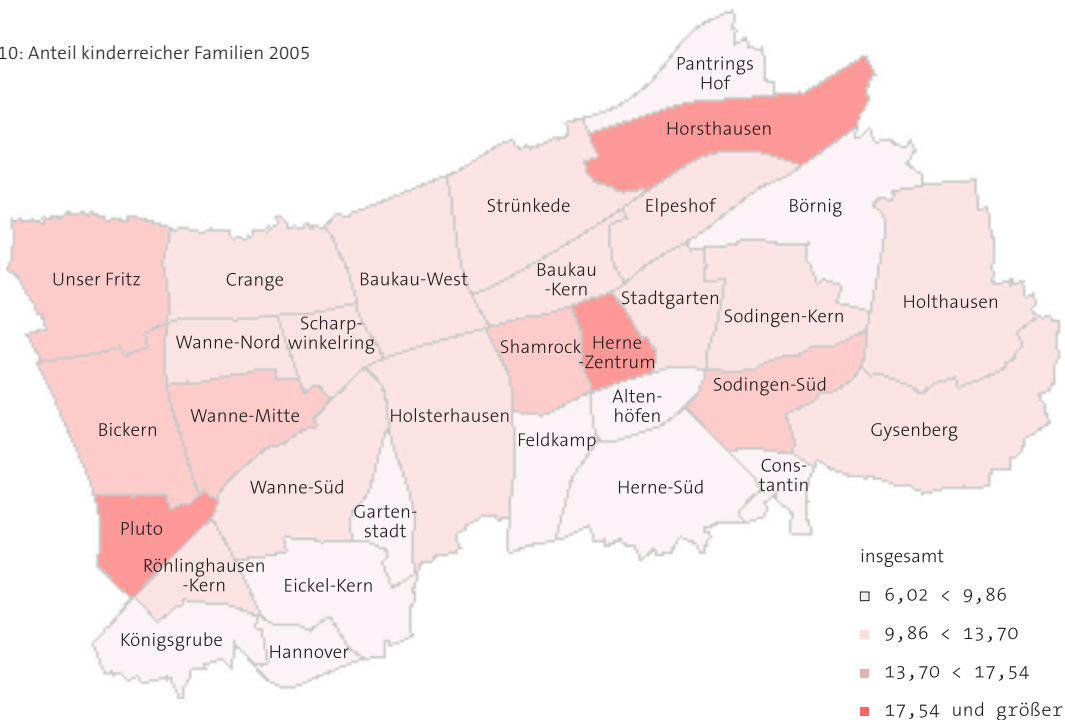 10: Anteil kinderreicher Familien 2005
Pantrings
Hof
Horsthausen
Strünkede
Elpeshof
Börnig
Unser Fritz
Crange
Baukau-West
Baukau
-Kern
Stadtgarten
Sodingen-Kern
Holthausen
Wanne-Nord
Scharp-
winkelring
Shamrock
Herne
-Zentrum
Sodingen-Süd
Bickern
Wanne-Mitte
Holsterhausen
Alten-
höfen
Feldkamp
Gysenberg
Wanne-Süd
Garten-
stadt
Herne-Süd
Cons-
tantin
Pluto
Röhlinghausen
-Kern
Eickel-Kern
Königsgrube
Hannover
insgesamt
6,02 < 9,86
9,86 < 13,70
13,70 < 17,54
17,54 und größer